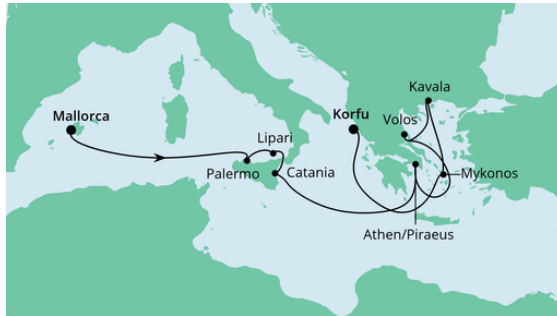 Kavala
Mallorca
Korfu
Volos
Lipari
Palermo
Catania
Mykonos
Athen/Piraeus